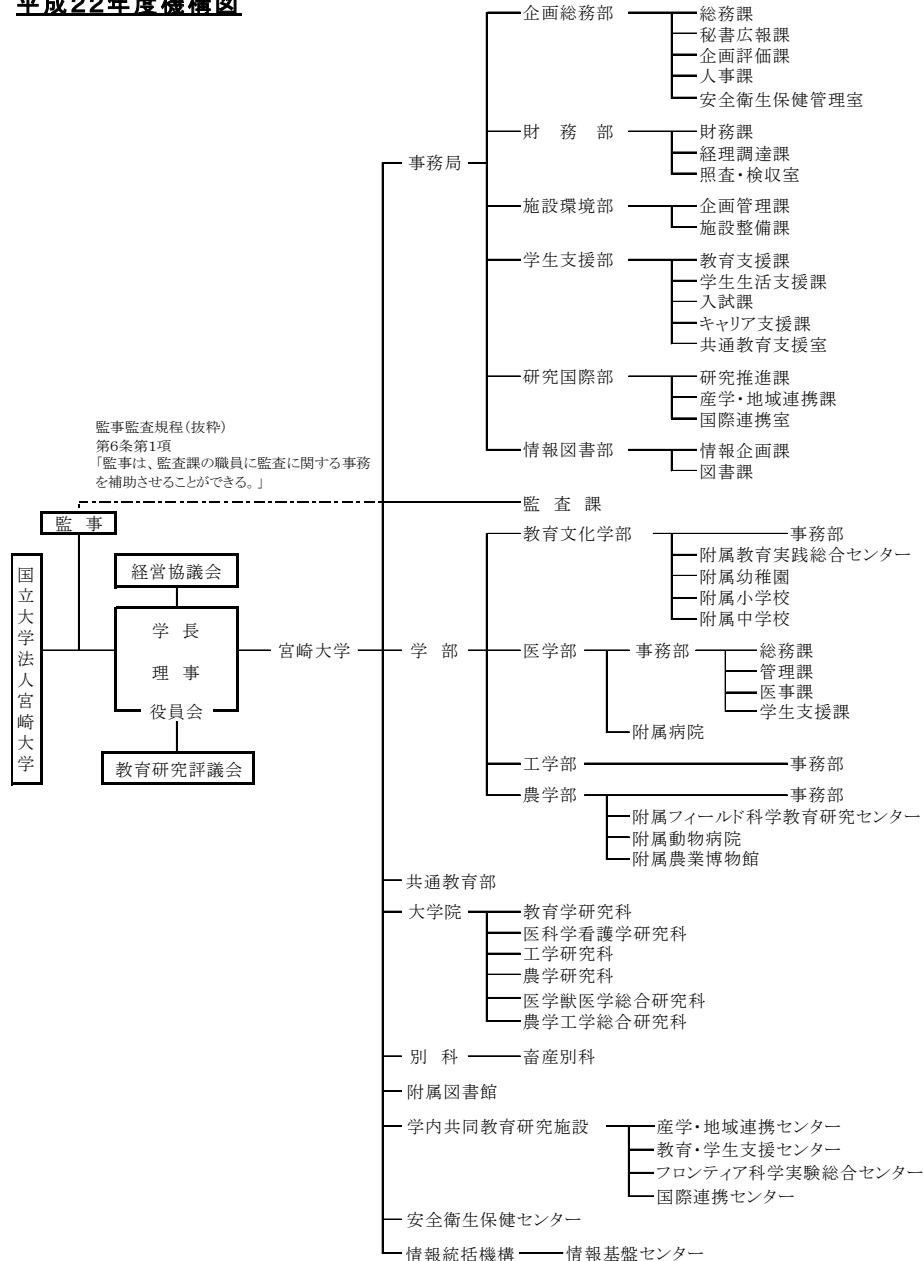 平成22年度機構図
企画総務部
総務課
秘書広報課
企画評価課
人事課
安全衛生保健管理室
財務部
財務課
経理調達課
照査・検収室
事務局
施設環境部
企画管理課
施設整備課
学生支援部
教育支援課
学生生活支援課
入試課
キャリア支援課
共通教育支援室
研究国際部
研究推進課
産学・地域連携課
国際連携室
情報図書部
情報企画課
図書課
監事監査規程(抜粋)
第6条第1項
「監事は、監査課の職員に監査に関する事務
を補助させることができる。」
監査課
監事
国立大学法人宮崎大学
経営協議会
学長
理事
役員会
教育研究評議会
宮崎大学
学部
教育文化学部
事務部
附属教育実践総合センター
附属幼稚園
附属小学校
附属中学校
医学部
事務部
総務課
管理課
医事課
学生支援課
附属病院
工学部
事務部
農学部
事務部
附属フィールド科学教育研究センター
附属動物病院
附属農業博物館
共通教育部
大学院
教育学研究科
医科学看護学研究科
工学研究科
農学研究科
医学獣医学総合研究科
農学工学総合研究科
別科
畜産別科
附属図書館
学内共同教育研究施設
産学・地域連携センター
教育・学生支援センター
フロンティア科学実験総合センター
国際連携センター
安全衛生保健センター
情報統括機構
情報基盤センター